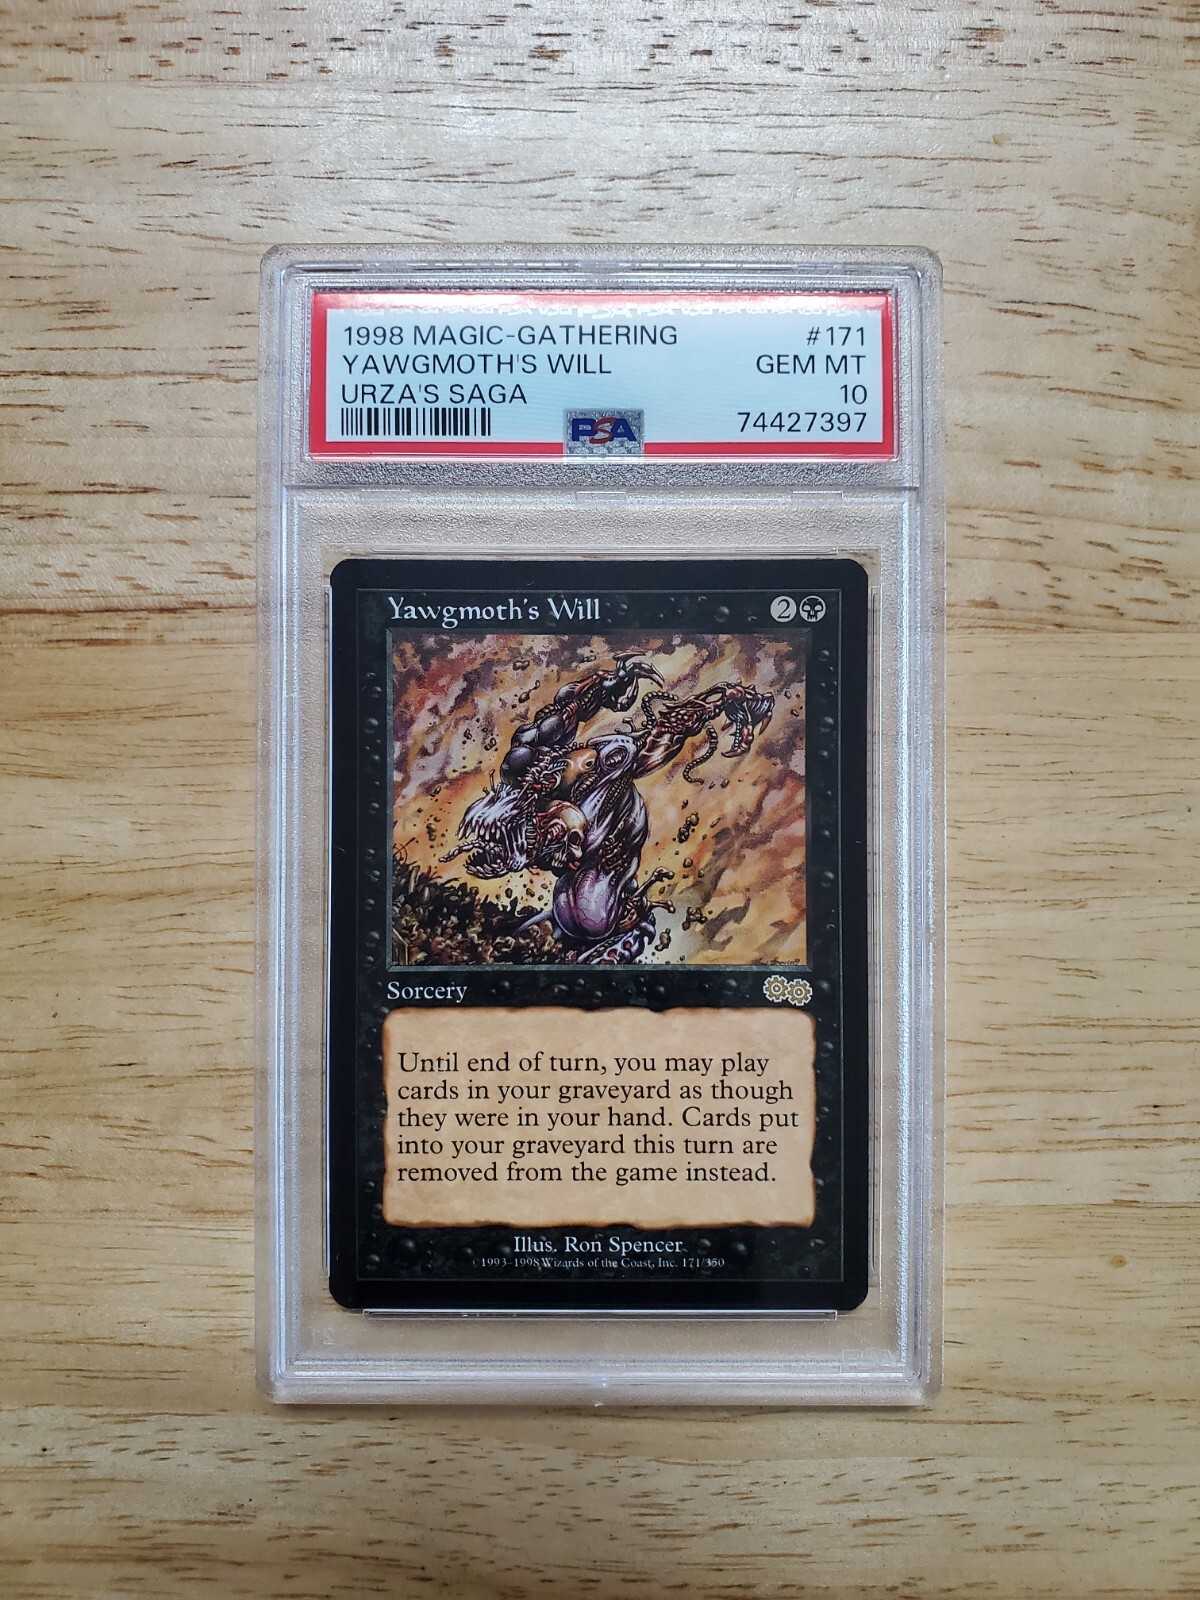 1998 MAGIC-GATHERING #171
YAWGMOTH'S WILL GEM MT
URZA'S SAGA 10
PSA 74427397
Yawgmoth's Will 2
Sorcery
Until end of turn, you may play
cards in your graveyard as though
they were in your hand. Cards put
into your graveyard this turn are
removed from the game instead.
Illus. Ron Spencer
©1993-1998 Wizards of the Coast, Inc. 171/350